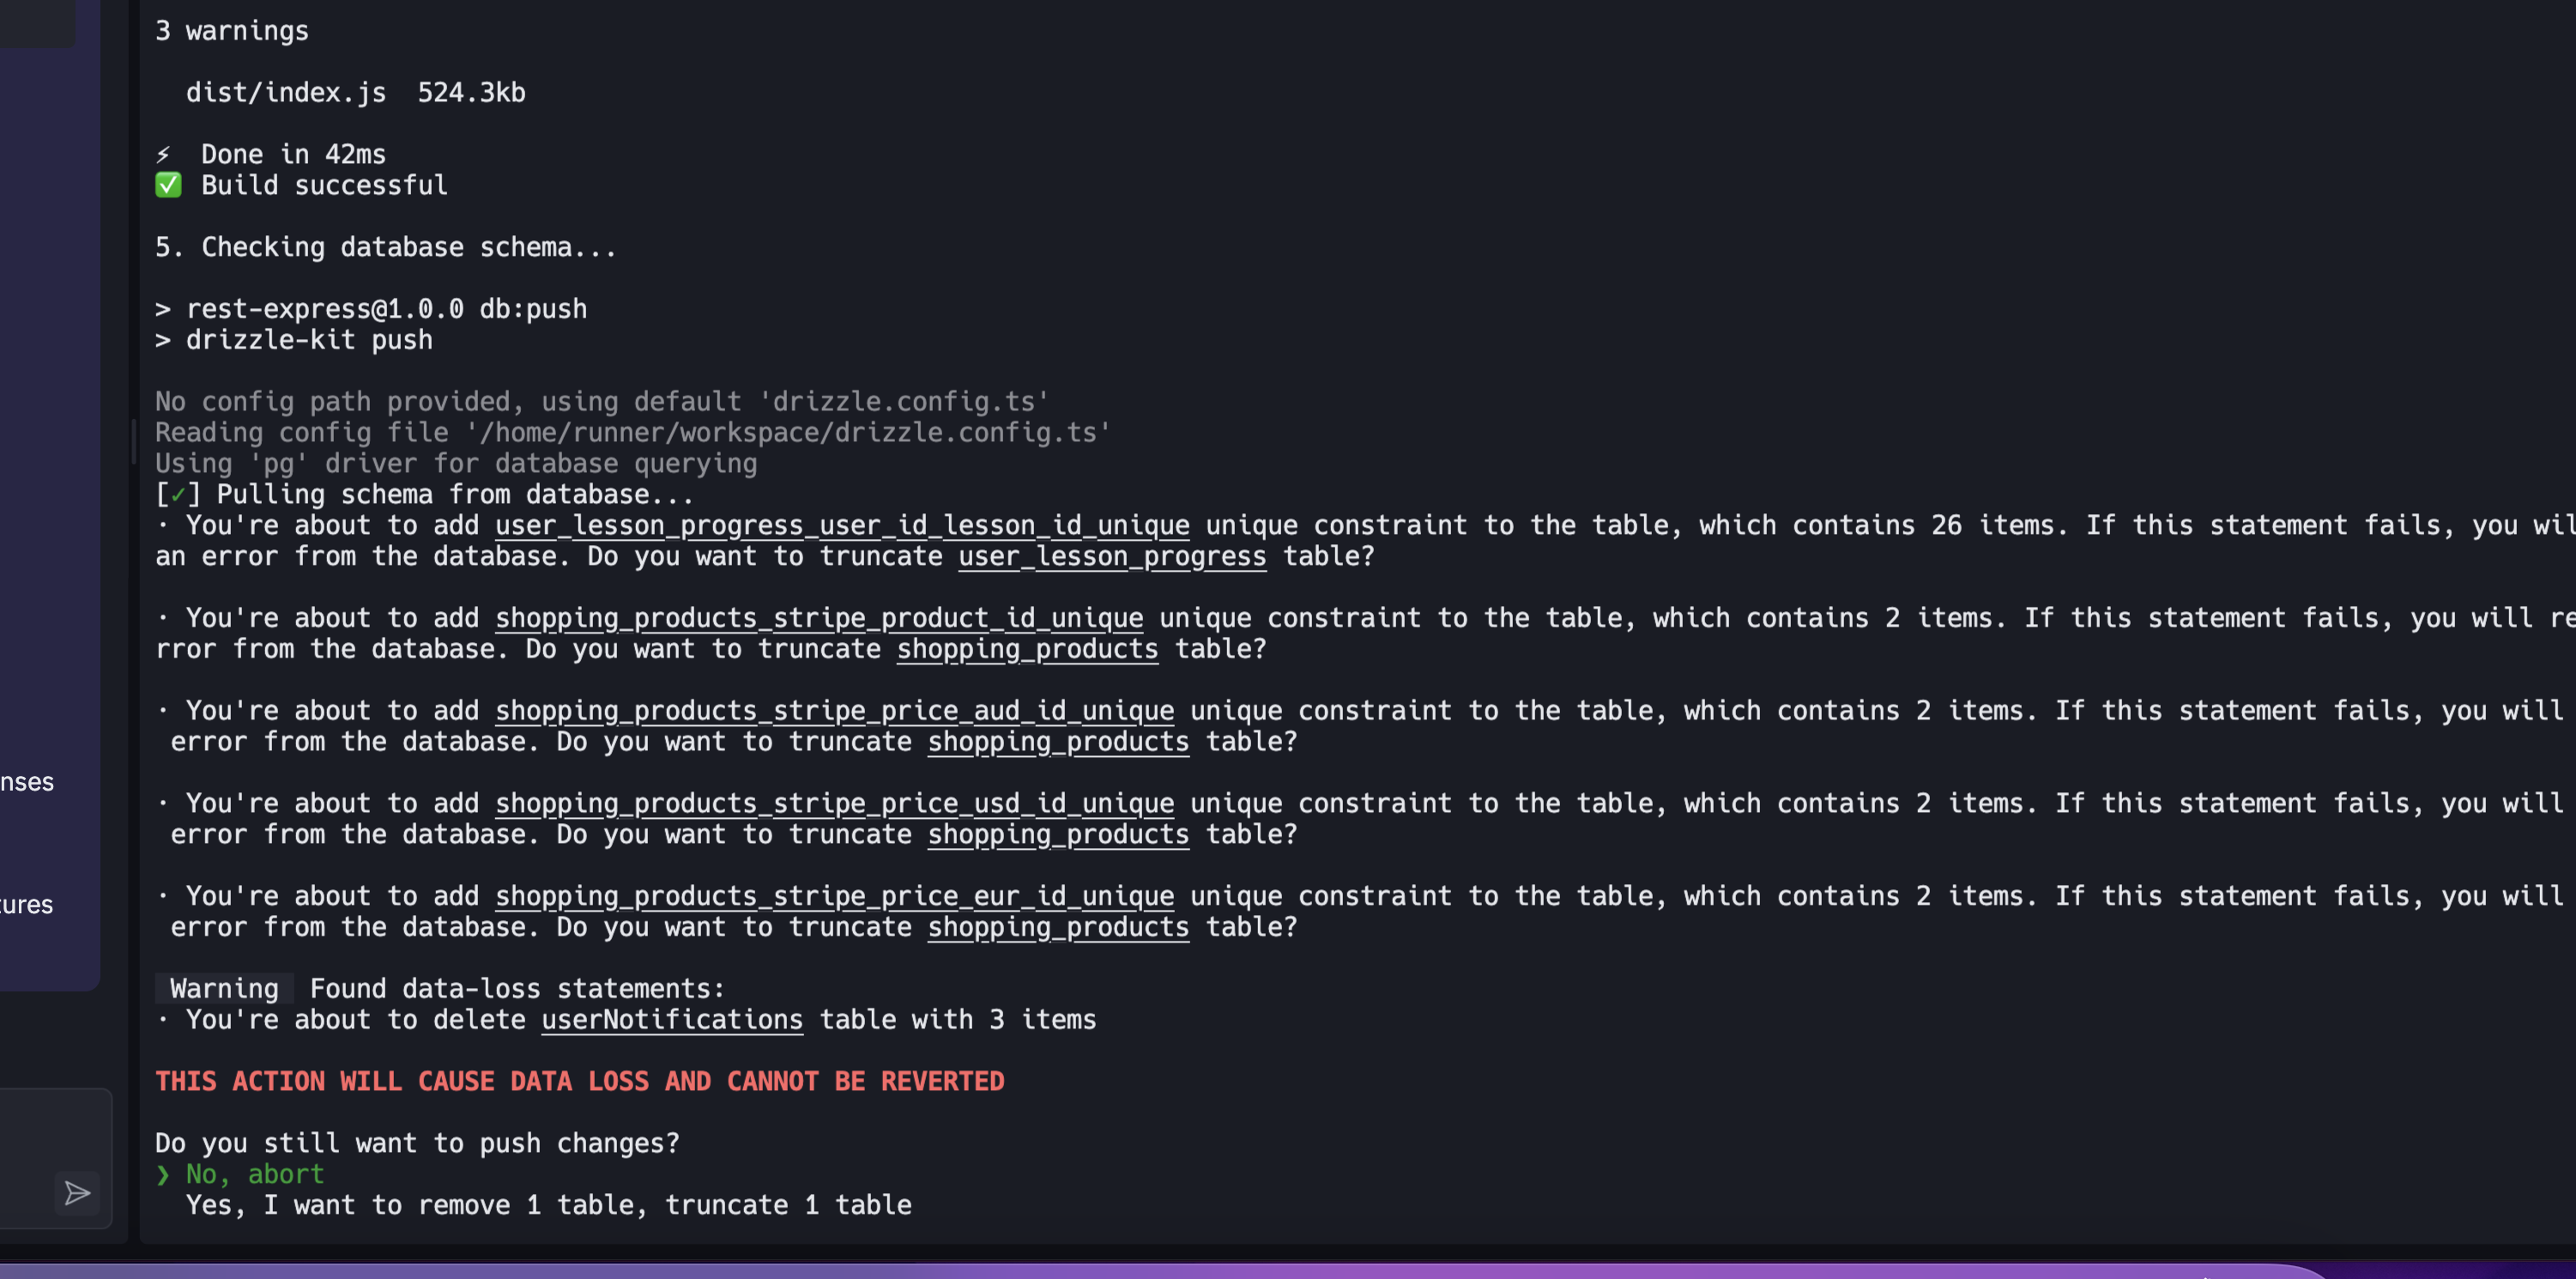 3 warnings
dist/index.js 524.3kb
⚡ Done in 42ms
✅ Build successful
5. Checking database schema...
> rest-express@1.0.0 db:push
> drizzle-kit push
No config path provided, using default 'drizzle.config.ts'
Reading config file '/home/runner/workspace/drizzle.config.ts'
Using 'pg' driver for database querying
[✓] Pulling schema from database...
· You're about to add user_lesson_progress_user_id_lesson_id_unique unique constraint to the table, which contains 26 items. If this statement fails, you wil
an error from the database. Do you want to truncate user_lesson_progress table?
· You're about to add shopping_products_stripe_product_id_unique unique constraint to the table, which contains 2 items. If this statement fails, you will re
rror from the database. Do you want to truncate shopping_products table?
· You're about to add shopping_products_stripe_price_aud_id_unique unique constraint to the table, which contains 2 items. If this statement fails, you will
error from the database. Do you want to truncate shopping_products table?
· You're about to add shopping_products_stripe_price_usd_id_unique unique constraint to the table, which contains 2 items. If this statement fails, you will
error from the database. Do you want to truncate shopping_products table?
nses
· You're about to add shopping_products_stripe_price_eur_id_unique unique constraint to the table, which contains 2 items. If this statement fails, you will
error from the database. Do you want to truncate shopping_products table?
tures
Warning Found data-loss statements:
· You're about to delete userNotifications table with 3 items
THIS ACTION WILL CAUSE DATA LOSS AND CANNOT BE REVERTED
Do you still want to push changes?
❯ No, abort
Yes, I want to remove 1 table, truncate 1 table